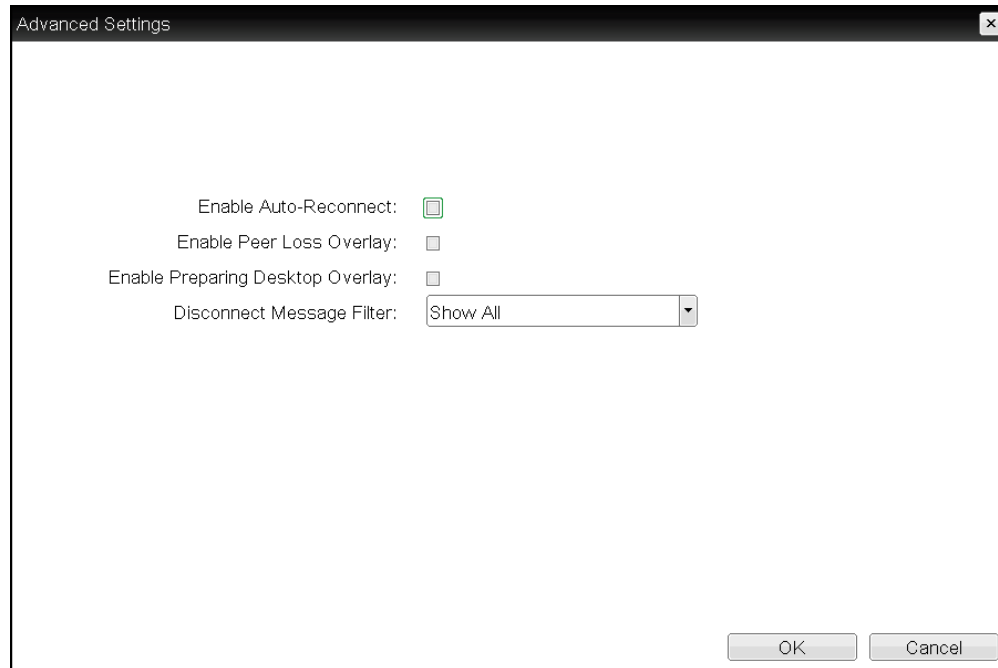 Advanced Settings
Enable Auto-Reconnect:
Enable Peer Loss Overlay:
Enable Preparing Desktop Overlay:
Disconnect Message Filter: Show All
OK Cancel